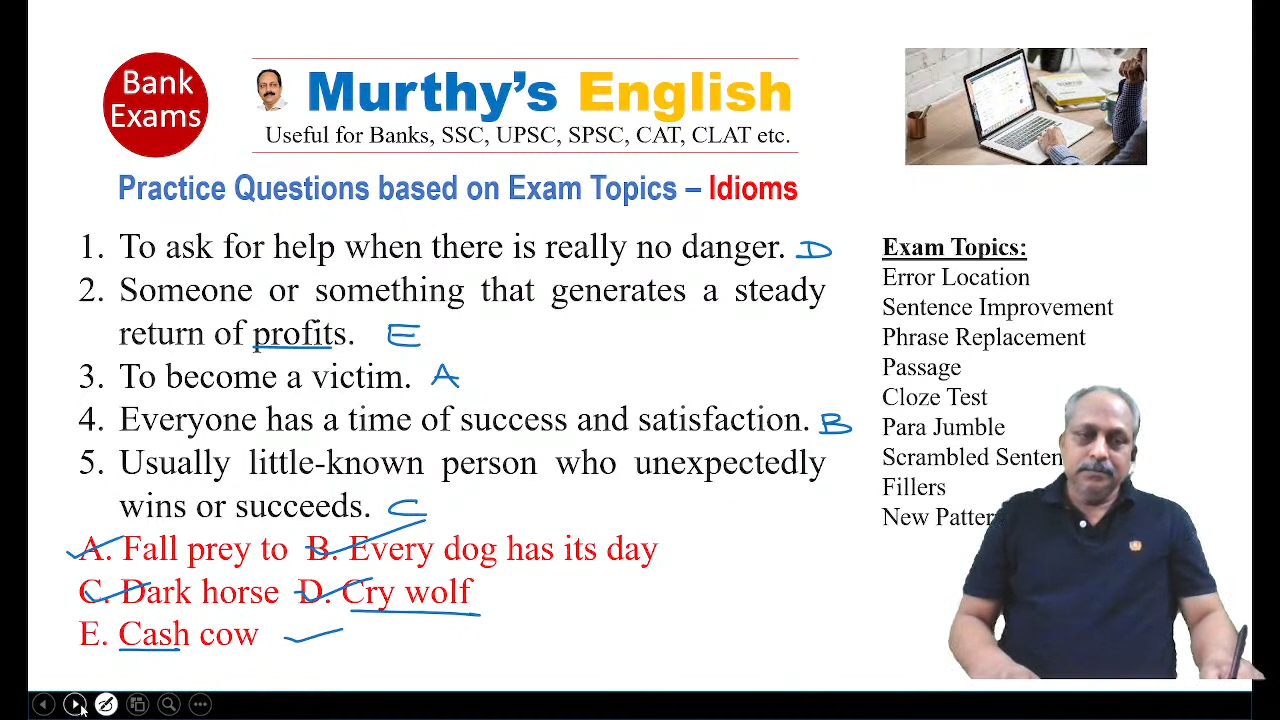 Bank
Exams
Murthy's English
Useful for Banks, SSC, UPSC, SPSC, CAT, CLAT etc.
Practice Questions based on Exam Topics – Idioms
1. To ask for help when there is really no danger. D
2. Someone or something that generates a steady
return of profits. E
3. To become a victim. A
4. Everyone has a time of success and satisfaction. B
5. Usually little-known person who unexpectedly
wins or succeeds. C
A. Fall prey to B. Every dog has its day
C. Dark horse D. Cry wolf
E. Cash cow
Exam Topics:
Error Location
Sentence Improvement
Phrase Replacement
Passage
Cloze Test
Para Jumble
Scrambled Senten
Fillers
New Patter